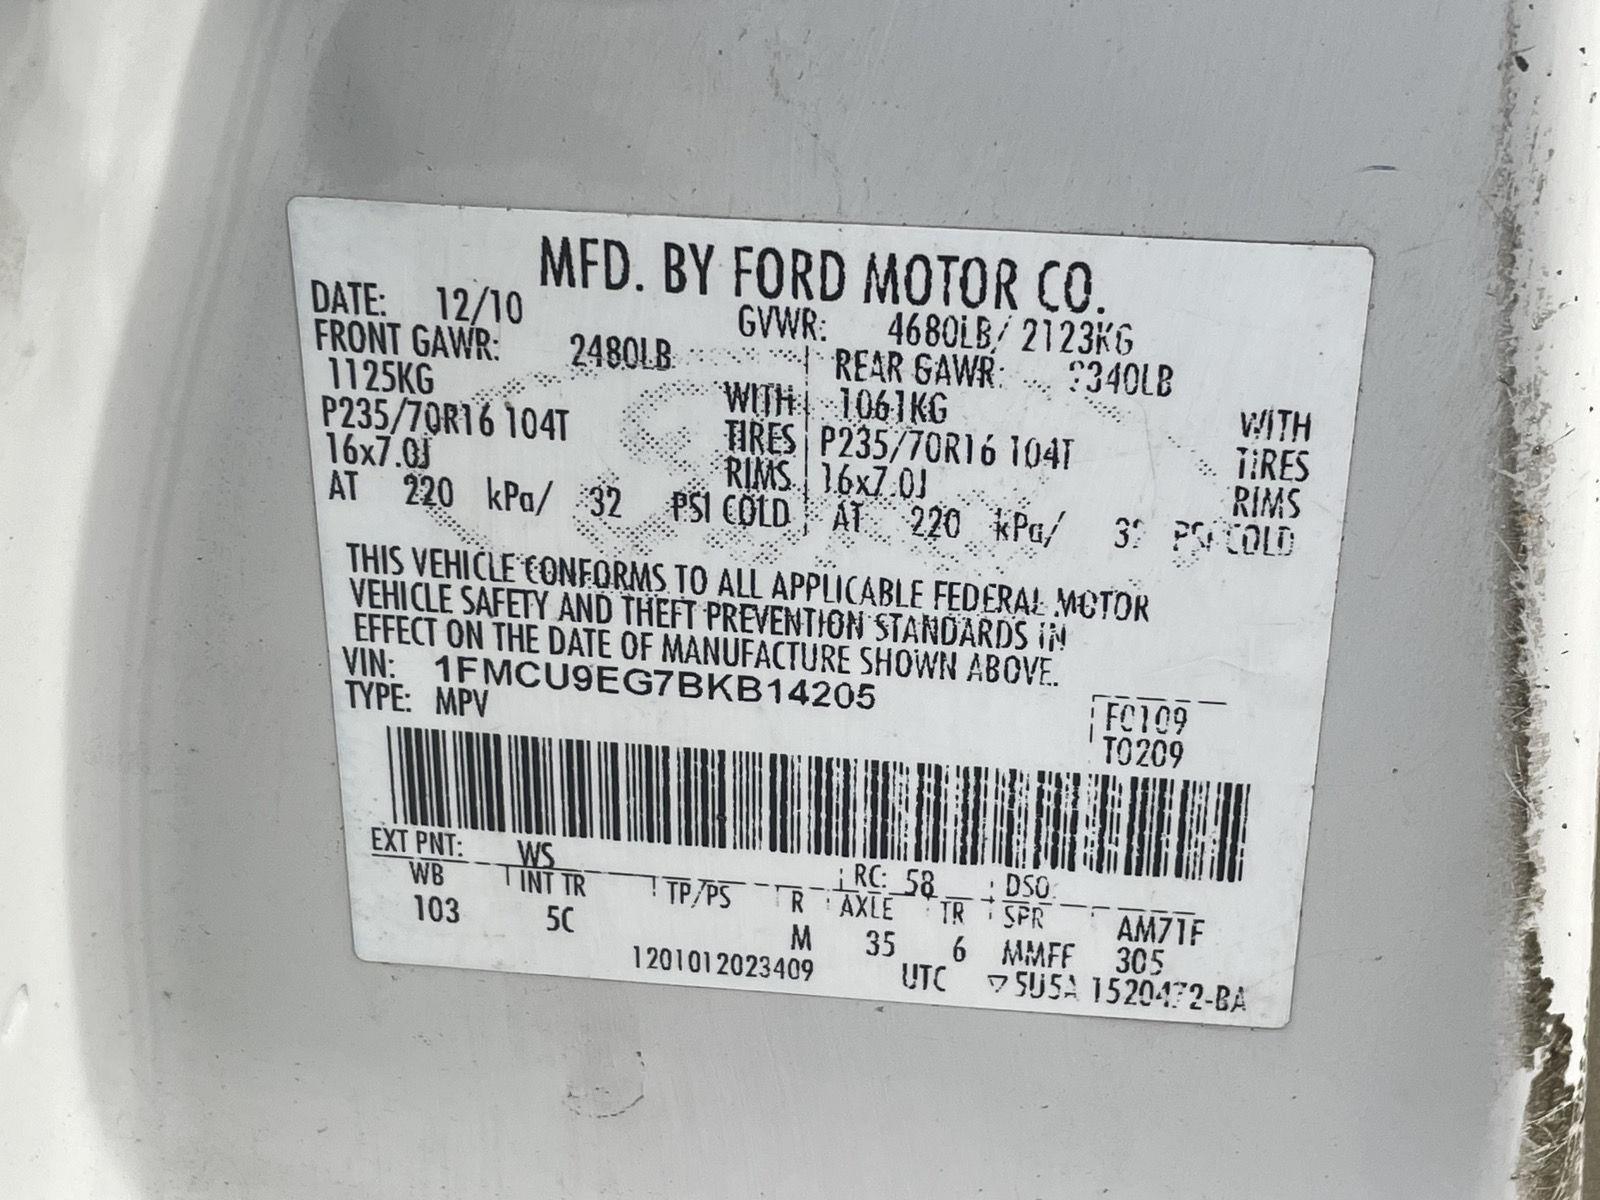 MFD. BY FORD MOTOR CO.
DATE: 12/10 GVWR: 4680LB/ 2123KG
FRONT GAWR: 2480LB REAR GAWR: 340LB
1125KG WITH 1061KG WITH
P235/70R16 104T TIRES P235/70R16 104T TIRES
16x7.0J RIMS 16x7.0J RIMS
AT 220 kPa/ 32 PSI COLD AT 220 kPa/ PSI COLD
THIS VEHICLE CONFORMS TO ALL APPLICABLE FEDERAL MOTOR
VEHICLE SAFETY AND THEFT PREVENTION STANDARDS IN
EFFECT ON THE DATE OF MANUFACTURE SHOWN ABOVE.
VIN: 1FMCU9EG7BKB14205
TYPE: MPV
FC109
T0209
EXT PNT: WS RC: 58 DSO:
WB INT TR TP/PS R AXLE TR SPR AM71F
103 5C M 35 6 MMFF 305
1201012023409 UTC ▽5U5A